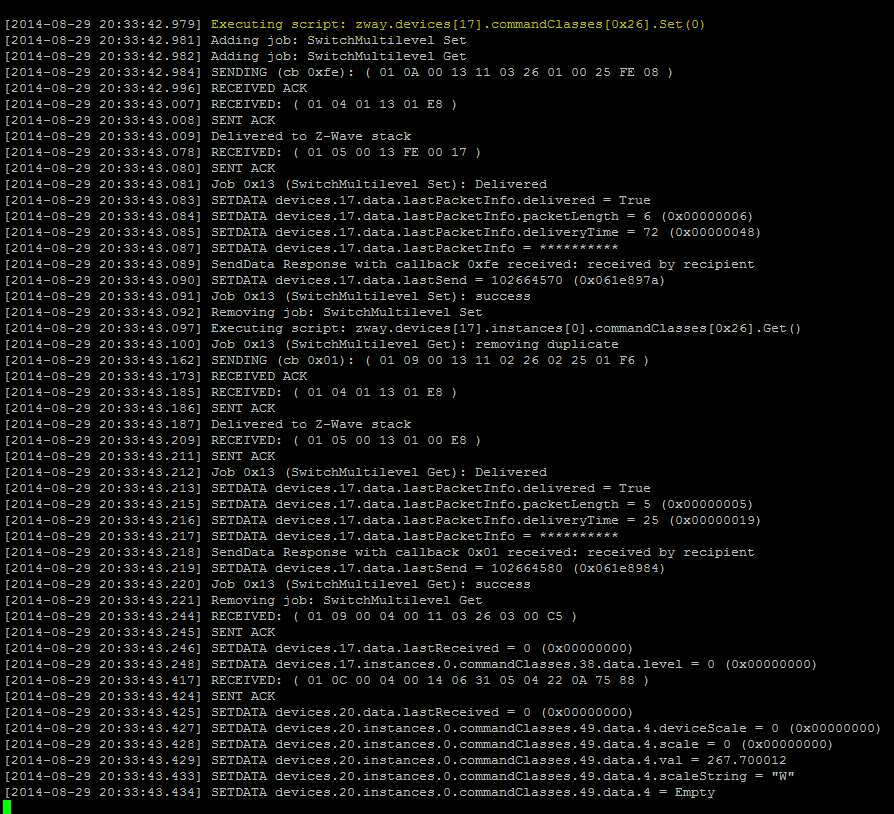 [2014-08-29 20:33:42.979] Executing script: zway.devices[17].commandClasses[0x26].Set(0)
[2014-08-29 20:33:42.981] Adding job: SwitchMultilevel Set
[2014-08-29 20:33:42.982] Adding job: SwitchMultilevel Get
[2014-08-29 20:33:42.984] SENDING (cb 0xfe): ( 01 0A 00 13 11 03 26 01 00 25 FE 08 )
[2014-08-29 20:33:42.996] RECEIVED ACK
[2014-08-29 20:33:43.007] RECEIVED: ( 01 04 01 13 01 E8 )
[2014-08-29 20:33:43.008] SENT ACK
[2014-08-29 20:33:43.009] Delivered to Z-Wave stack
[2014-08-29 20:33:43.078] RECEIVED: ( 01 05 00 13 FE 00 17 )
[2014-08-29 20:33:43.080] SENT ACK
[2014-08-29 20:33:43.081] Job 0x13 (SwitchMultilevel Set): Delivered
[2014-08-29 20:33:43.083] SETDATA devices.17.data.lastPacketInfo.delivered = True
[2014-08-29 20:33:43.084] SETDATA devices.17.data.lastPacketInfo.packetLength = 6 (0x00000006)
[2014-08-29 20:33:43.085] SETDATA devices.17.data.lastPacketInfo.deliveryTime = 72 (0x00000048)
[2014-08-29 20:33:43.087] SETDATA devices.17.data.lastPacketInfo = **********
[2014-08-29 20:33:43.089] SendData Response with callback 0xfe received: received by recipient
[2014-08-29 20:33:43.090] SETDATA devices.17.data.lastSend = 102664570 (0x061e897a)
[2014-08-29 20:33:43.091] Job 0x13 (SwitchMultilevel Set): success
[2014-08-29 20:33:43.092] Removing job: SwitchMultilevel Set
[2014-08-29 20:33:43.097] Executing script: zway.devices[17].instances[0].commandClasses[0x26].Get()
[2014-08-29 20:33:43.100] Job 0x13 (SwitchMultilevel Get): removing duplicate
[2014-08-29 20:33:43.162] SENDING (cb 0x01): ( 01 09 00 13 11 02 26 02 25 01 F6 )
[2014-08-29 20:33:43.173] RECEIVED ACK
[2014-08-29 20:33:43.185] RECEIVED: ( 01 04 01 13 01 E8 )
[2014-08-29 20:33:43.186] SENT ACK
[2014-08-29 20:33:43.187] Delivered to Z-Wave stack
[2014-08-29 20:33:43.209] RECEIVED: ( 01 05 00 13 01 00 E8 )
[2014-08-29 20:33:43.211] SENT ACK
[2014-08-29 20:33:43.212] Job 0x13 (SwitchMultilevel Get): Delivered
[2014-08-29 20:33:43.213] SETDATA devices.17.data.lastPacketInfo.delivered = True
[2014-08-29 20:33:43.215] SETDATA devices.17.data.lastPacketInfo.packetLength = 5 (0x00000005)
[2014-08-29 20:33:43.216] SETDATA devices.17.data.lastPacketInfo.deliveryTime = 25 (0x00000019)
[2014-08-29 20:33:43.217] SETDATA devices.17.data.lastPacketInfo = **********
[2014-08-29 20:33:43.218] SendData Response with callback 0x01 received: received by recipient
[2014-08-29 20:33:43.219] SETDATA devices.17.data.lastSend = 102664580 (0x061e8984)
[2014-08-29 20:33:43.220] Job 0x13 (SwitchMultilevel Get): success
[2014-08-29 20:33:43.221] Removing job: SwitchMultilevel Get
[2014-08-29 20:33:43.244] RECEIVED: ( 01 09 00 04 00 11 03 26 03 00 C5 )
[2014-08-29 20:33:43.245] SENT ACK
[2014-08-29 20:33:43.246] SETDATA devices.17.data.lastReceived = 0 (0x00000000)
[2014-08-29 20:33:43.248] SETDATA devices.17.instances.0.commandClasses.38.data.level = 0 (0x00000000)
[2014-08-29 20:33:43.417] RECEIVED: ( 01 0C 00 04 00 14 06 31 05 04 22 0A 75 88 )
[2014-08-29 20:33:43.424] SENT ACK
[2014-08-29 20:33:43.425] SETDATA devices.20.data.lastReceived = 0 (0x00000000)
[2014-08-29 20:33:43.427] SETDATA devices.20.instances.0.commandClasses.49.data.4.deviceScale = 0 (0x00000000)
[2014-08-29 20:33:43.428] SETDATA devices.20.instances.0.commandClasses.49.data.4.scale = 0 (0x00000000)
[2014-08-29 20:33:43.429] SETDATA devices.20.instances.0.commandClasses.49.data.4.val = 267.700012
[2014-08-29 20:33:43.433] SETDATA devices.20.instances.0.commandClasses.49.data.4.scaleString = "W"
[2014-08-29 20:33:43.434] SETDATA devices.20.instances.0.commandClasses.49.data.4 = Empty